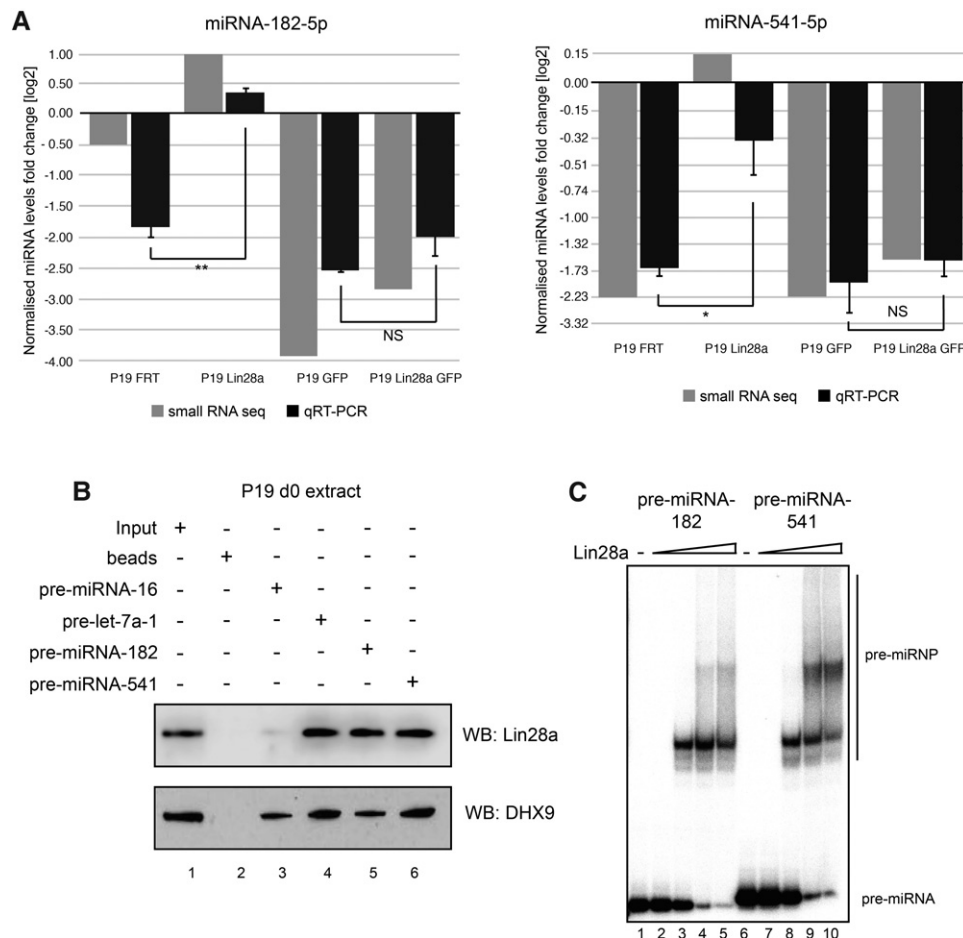 A
miRNA-182-5p
Normalised miRNA levels fold change [log2]
1.00
0.50
0.00
- 0.50
-1.00
-1.50
-2.00
-2.50
-3.00
-3.50
-4.00
**
NS
P19 FRT P19 Lin28a P19 GFP P19 Lin28a GFP
small RNA seq qRT-PCR
miRNA-541-5p
Normalised miRNA levels fold change [log2]
0.15
0.00
-0.15
-0.32
-0.51
-0.74
-1.00
-1.32
-1.73
-2.23
-3.32
*
NS
P19 FRT P19 Lin28a P19 GFP P19 Lin28a GFP
small RNA seq qRT-PCR
B
P19 d0 extract
Input + - - - - -
beads - + - - - -
pre-miRNA-16 - - + - - -
pre-let-7a-1 - - - + - -
pre-miRNA-182 - - - - + -
pre-miRNA-541 - - - - - +
WB: Lin28a
WB: DHX9
1 2 3 4 5 6
C
pre-miRNA-182
pre-miRNA-541
Lin28a - -
pre-miRNP
pre-miRNA
1 2 3 4 5 6 7 8 9 10